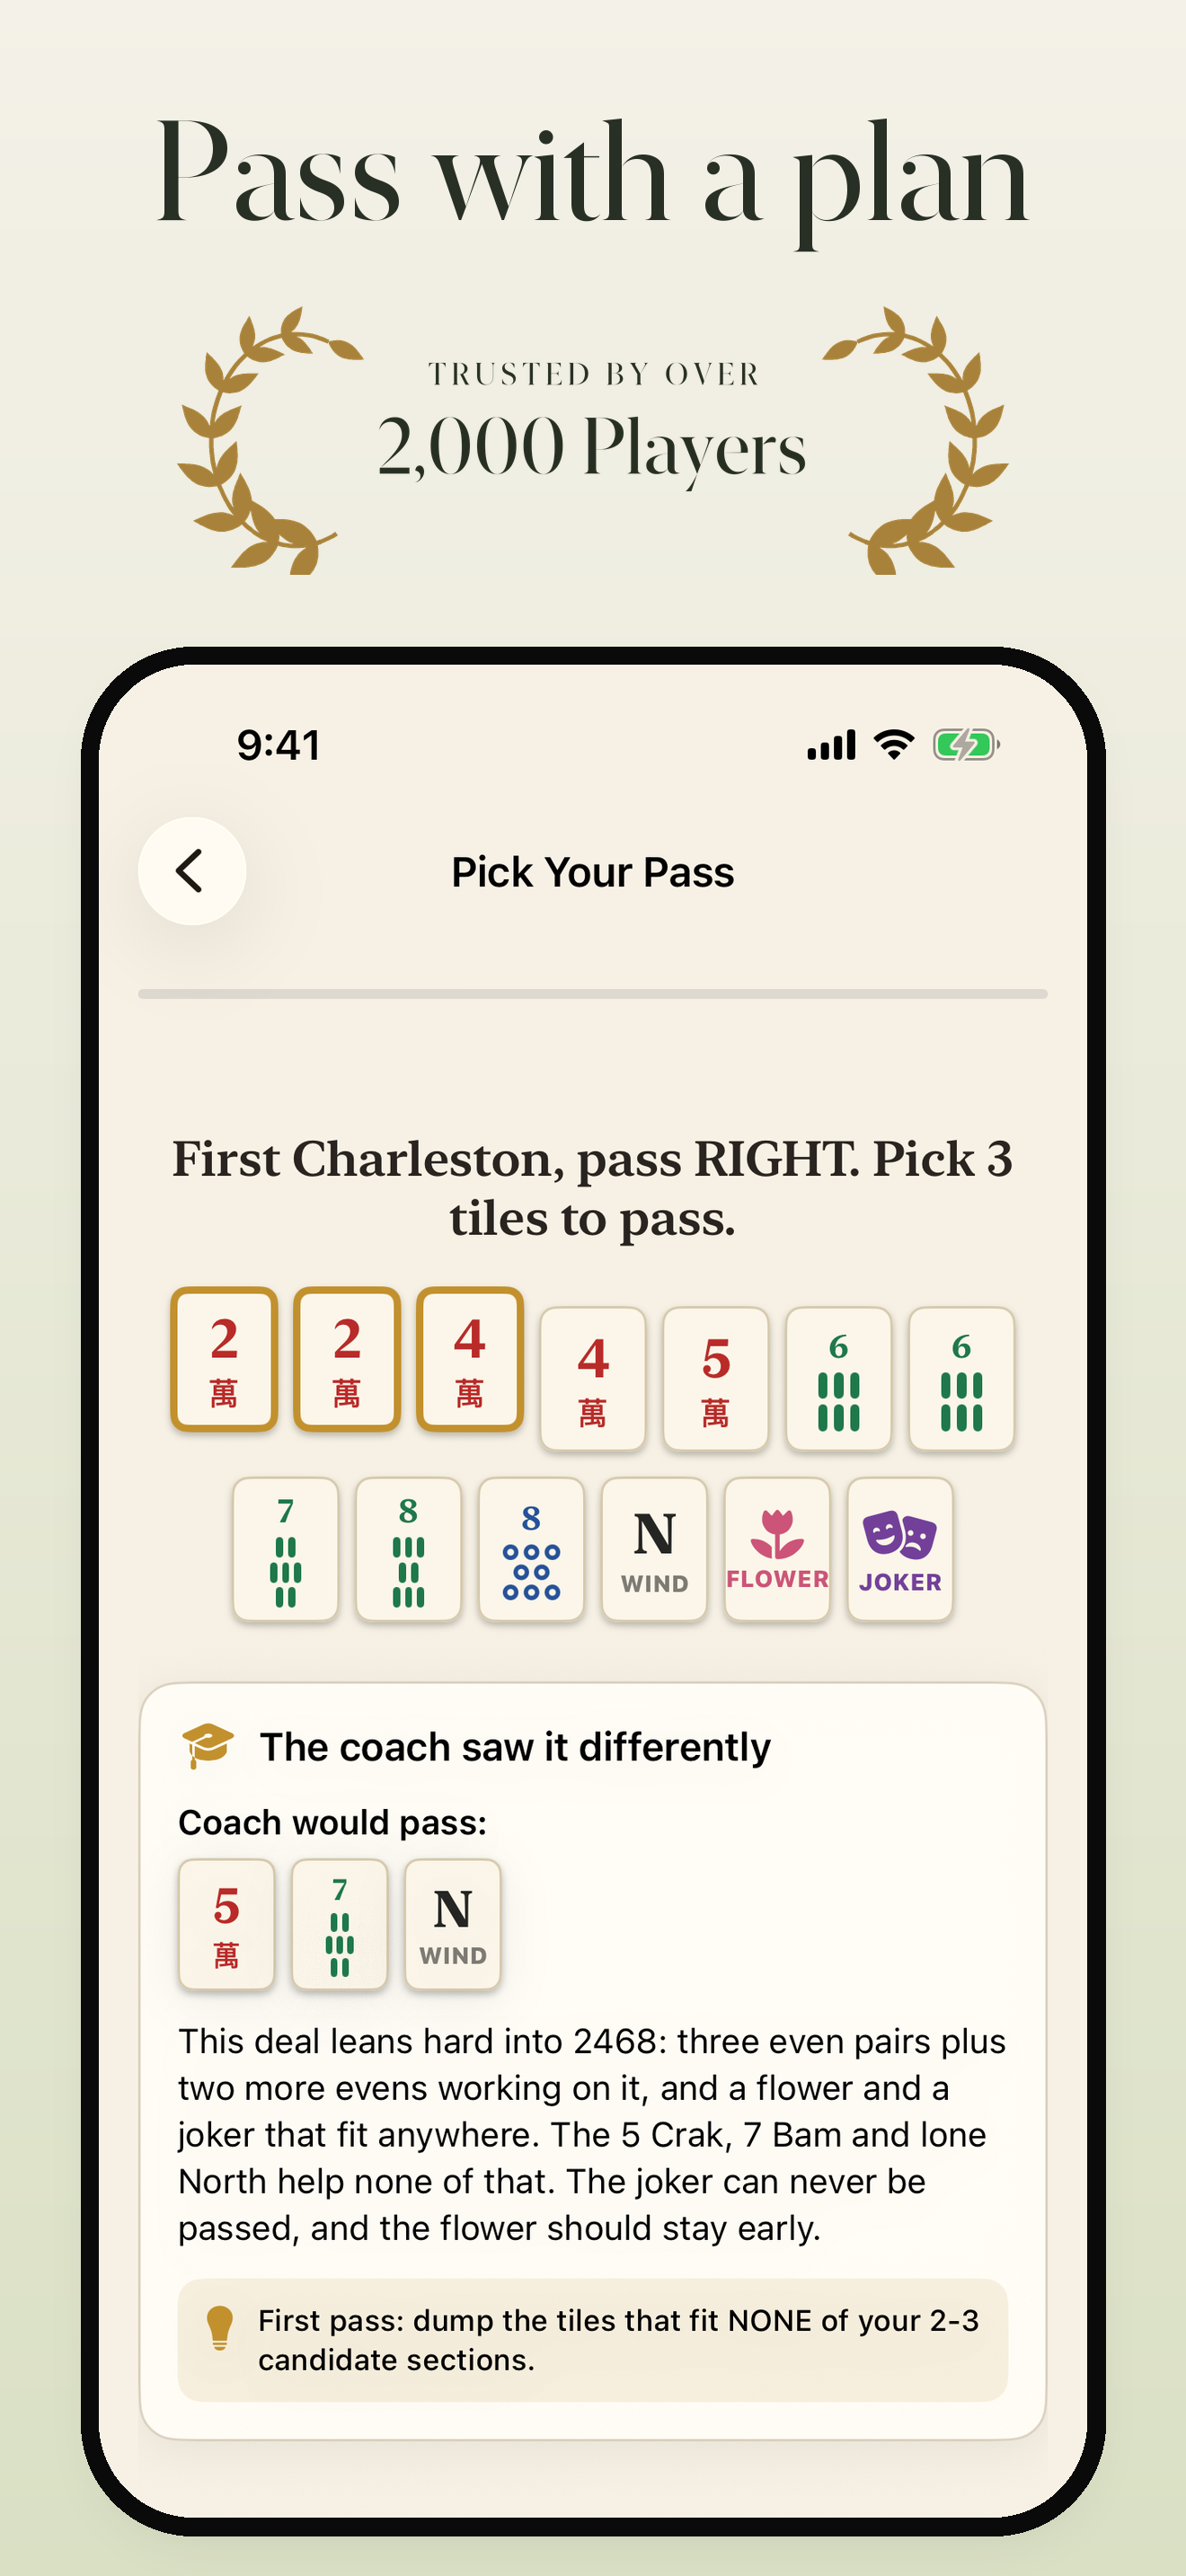 Pass with a plan
TRUSTED BY OVER
2,000 Players
9:41
Pick Your Pass
First Charleston, pass RIGHT. Pick 3
tiles to pass.
2 2 4 4 5 6 6
萬 萬 萬 萬 萬
7 8 8 N FLOWER JOKER
WIND
The coach saw it differently
Coach would pass:
5 7 N
萬 WIND
This deal leans hard into 2468: three even pairs plus
two more evens working on it, and a flower and a
joker that fit anywhere. The 5 Crak, 7 Bam and lone
North help none of that. The joker can never be
passed, and the flower should stay early.
First pass: dump the tiles that fit NONE of your 2-3
candidate sections.